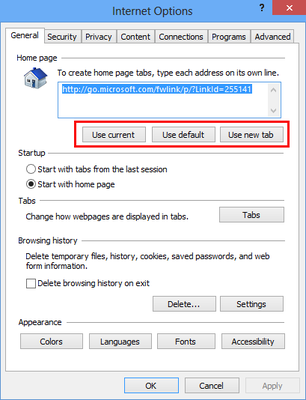 Internet Options
?
General Security Privacy Content Connections Programs Advanced
Home page
To create home page tabs, type each address on its own line.
http://go.microsoft.com/fwlink/p/?LinkId=255141
Use current Use default Use new tab
Startup
Start with tabs from the last session
Start with home page
Tabs
Change how webpages are displayed in tabs. Tabs
Browsing history
Delete temporary files, history, cookies, saved passwords, and web
form information.
Delete browsing history on exit
Delete... Settings
Appearance
Colors Languages Fonts Accessibility
OK Cancel Apply